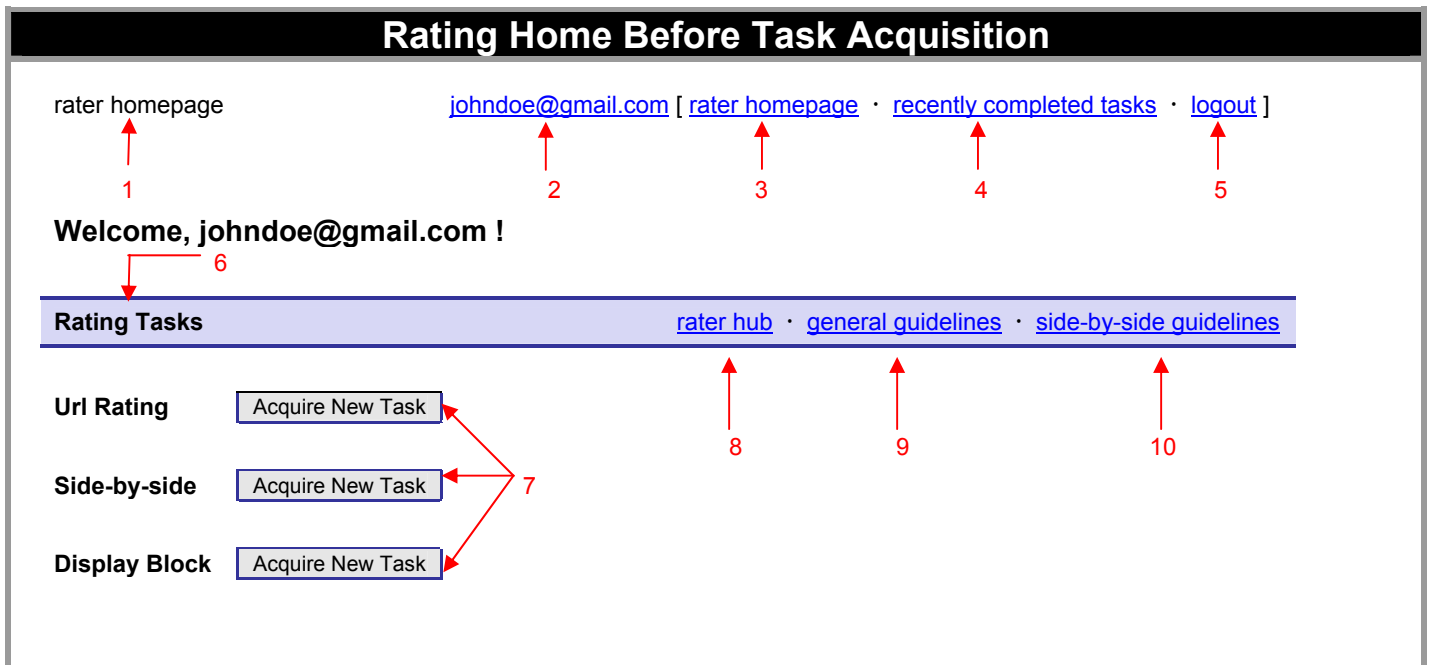 Rating Home Before Task Acquisition
rater homepage johndoe@gmail.com [ rater homepage · recently completed tasks · logout ]
1 2 3 4 5
Welcome, johndoe@gmail.com !
6
Rating Tasks rater hub · general guidelines · side-by-side guidelines
Url Rating Acquire New Task
8 9 10
Side-by-side Acquire New Task 7
Display Block Acquire New Task